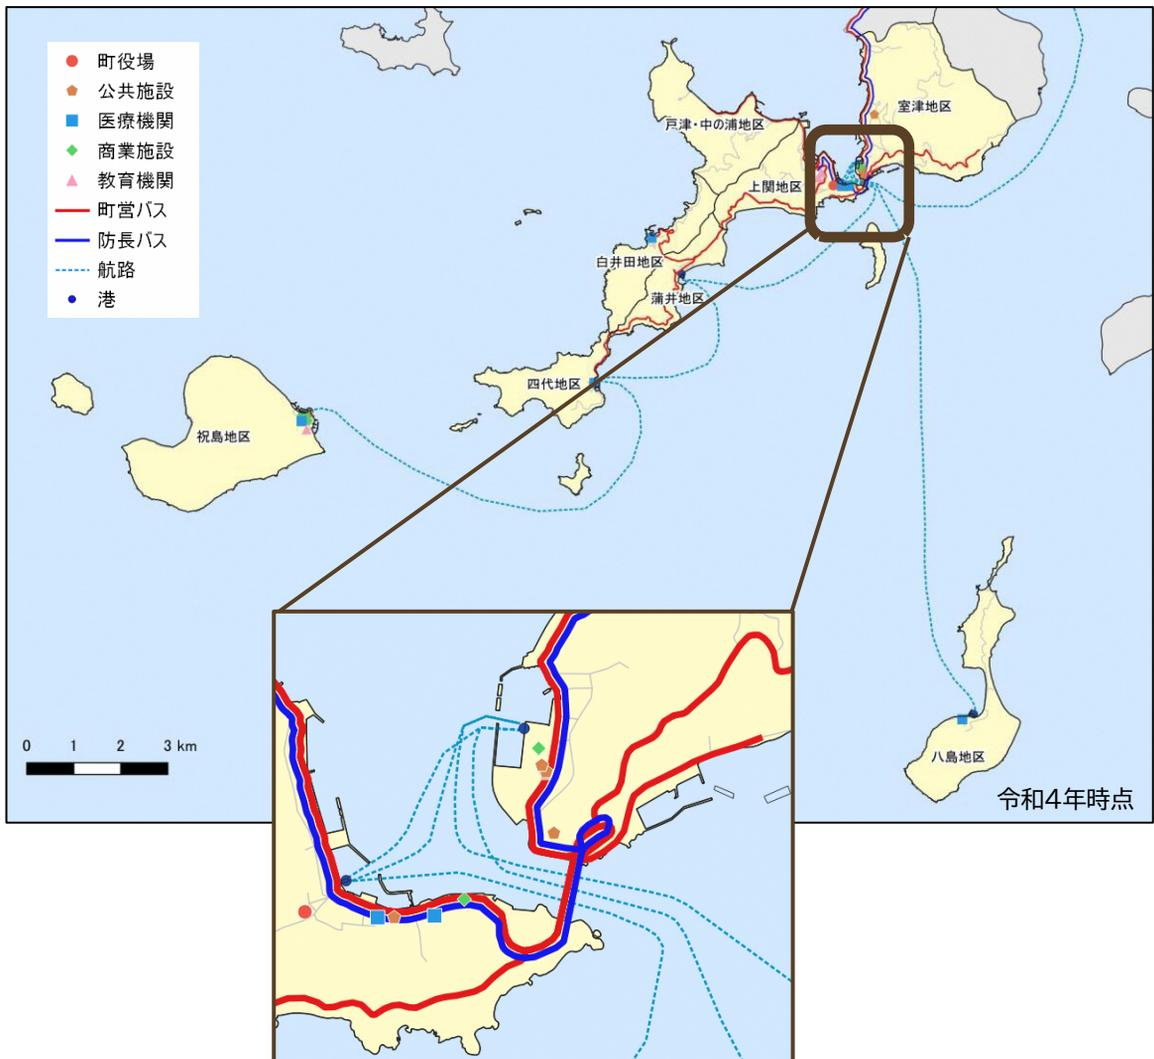 町役場
公共施設
医療機関
商業施設
教育機関
町営バス
防長バス
航路
港
室津地区
戸津・中の浦地区
上関地区
白井田地区
蒲井地区
四代地区
祝島地区
八島地区
0 1 2 3 km
令和4年時点